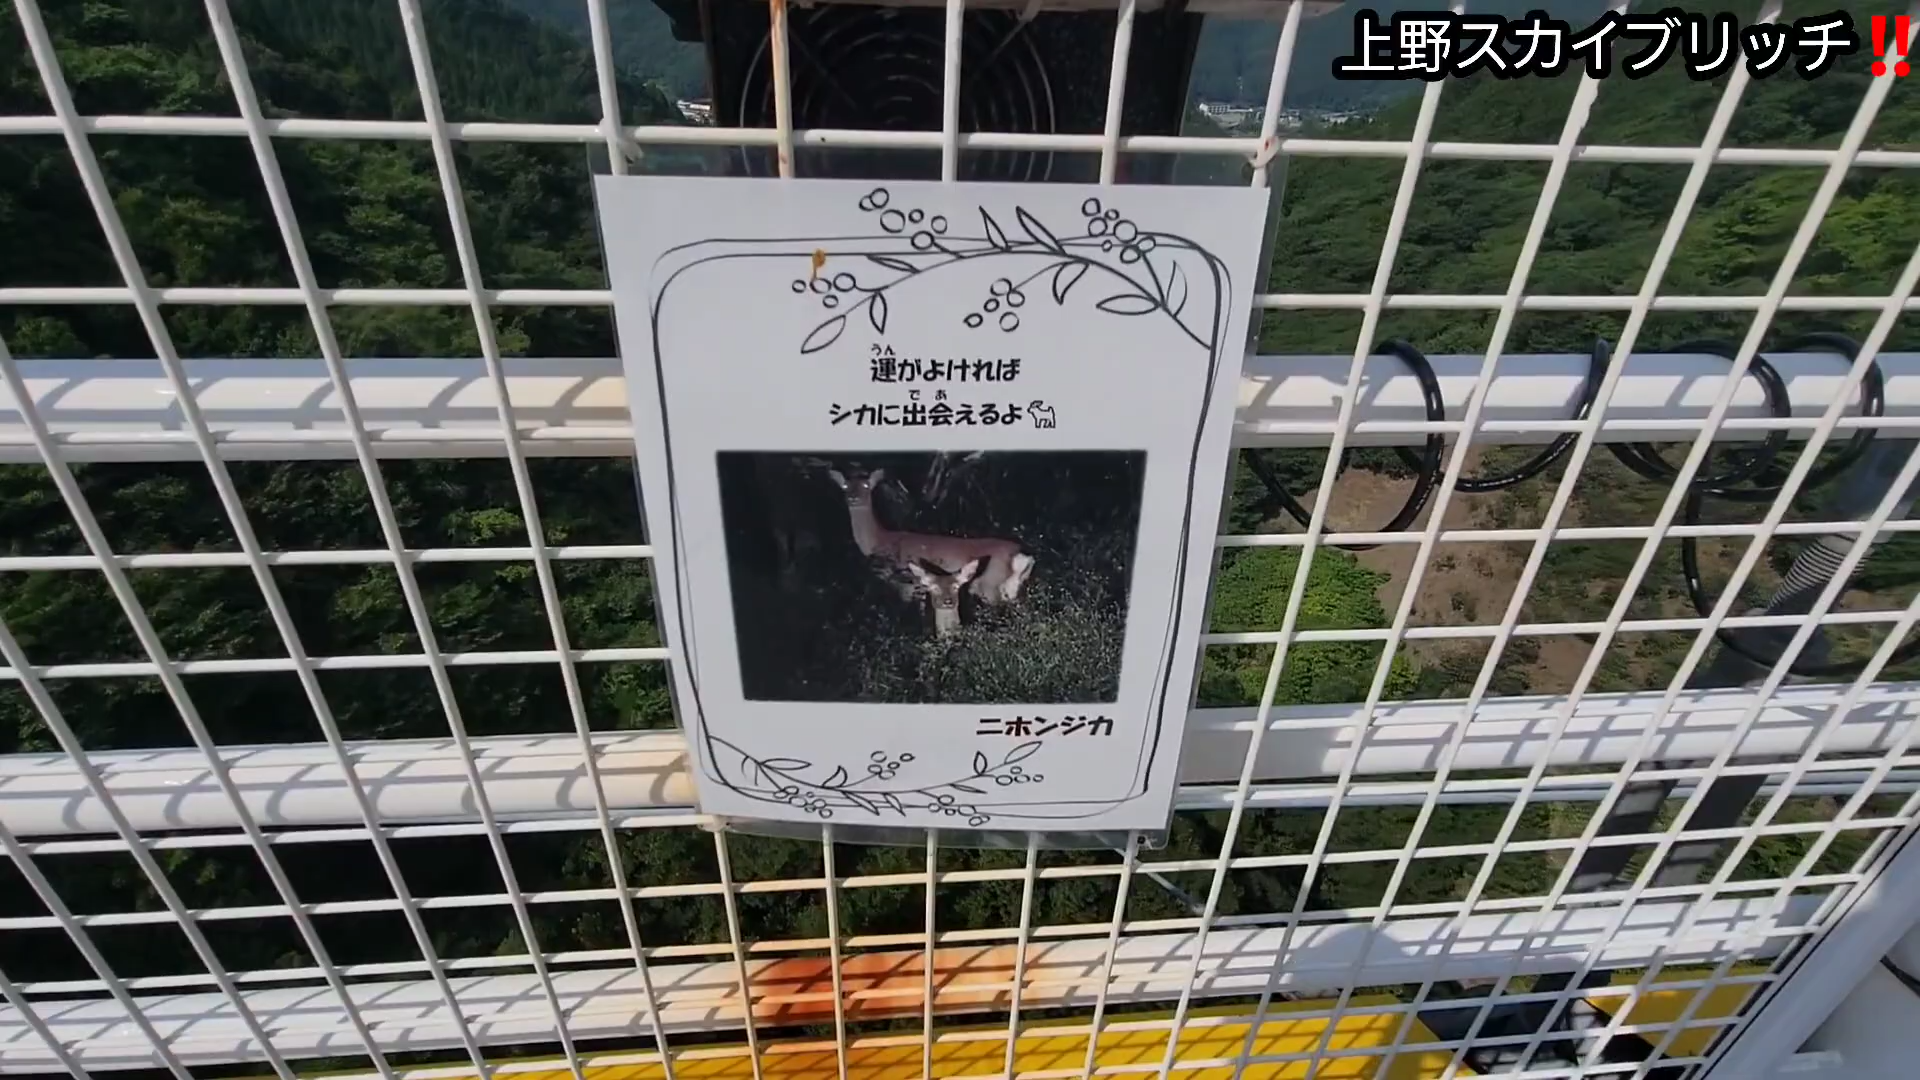 上野スカイブリッチ‼
うん
運がよければ
で あ
シカに出会えるよ
ニホンジカ